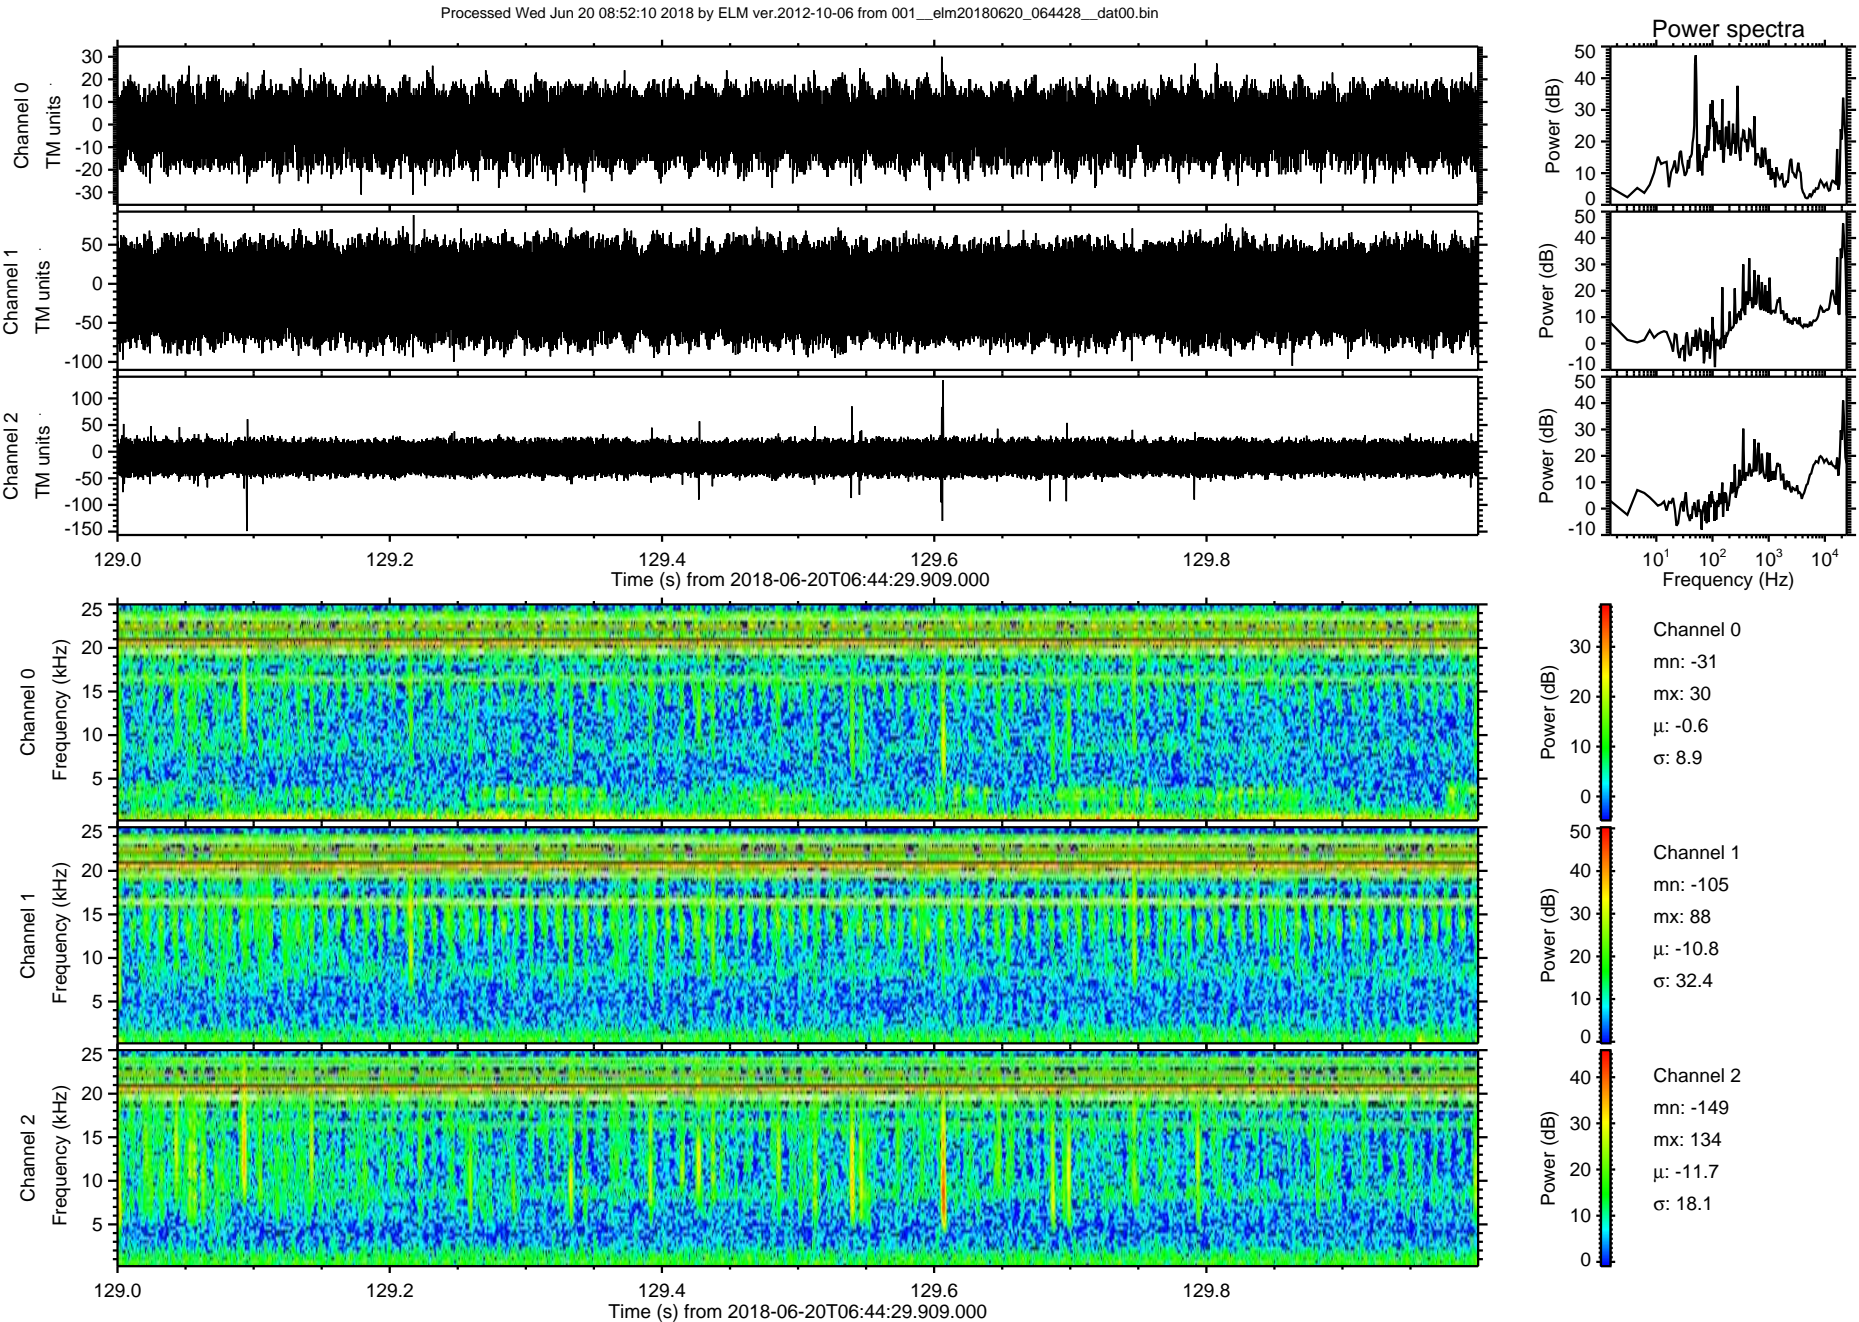 Processed Wed Jun 20 08:52:10 2018 by ELM ver.2012-10-06 from 001__elm20180620_064428__dat00.bin
Power spectra
Channel 0
TM units
30
20
10
0
-10
-20
-30
Power (dB)
50
40
30
20
10
0
Channel 1
TM units
50
0
-50
-100
Power (dB)
50
40
30
20
10
0
-10
Channel 2
TM units
100
50
0
-50
-100
-150
Power (dB)
50
40
30
20
10
0
-10
129.0 129.2 129.4 129.6 129.8
Time (s) from 2018-06-20T06:44:29.909.000
10^1 10^2 10^3 10^4
Frequency (Hz)
Channel 0
Frequency (kHz)
25
20
15
10
5
Power (dB)
30
20
10
0
Channel 0
mn: -31
mx: 30
μ: -0.6
σ: 8.9
Channel 1
Frequency (kHz)
25
20
15
10
5
Power (dB)
50
40
30
20
10
0
Channel 1
mn: -105
mx: 88
μ: -10.8
σ: 32.4
Channel 2
Frequency (kHz)
25
20
15
10
5
Power (dB)
40
30
20
10
0
Channel 2
mn: -149
mx: 134
μ: -11.7
σ: 18.1
129.0 129.2 129.4 129.6 129.8
Time (s) from 2018-06-20T06:44:29.909.000